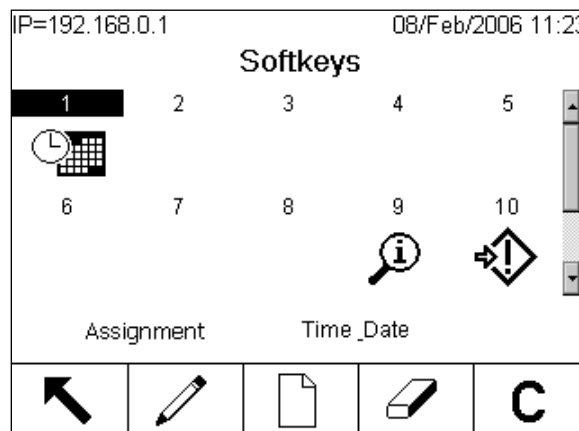 IP=192.168.0.1 08/Feb/2006 11:23
Softkeys
1 2 3 4 5
6 7 8 9 10
Assignment Time_Date
C